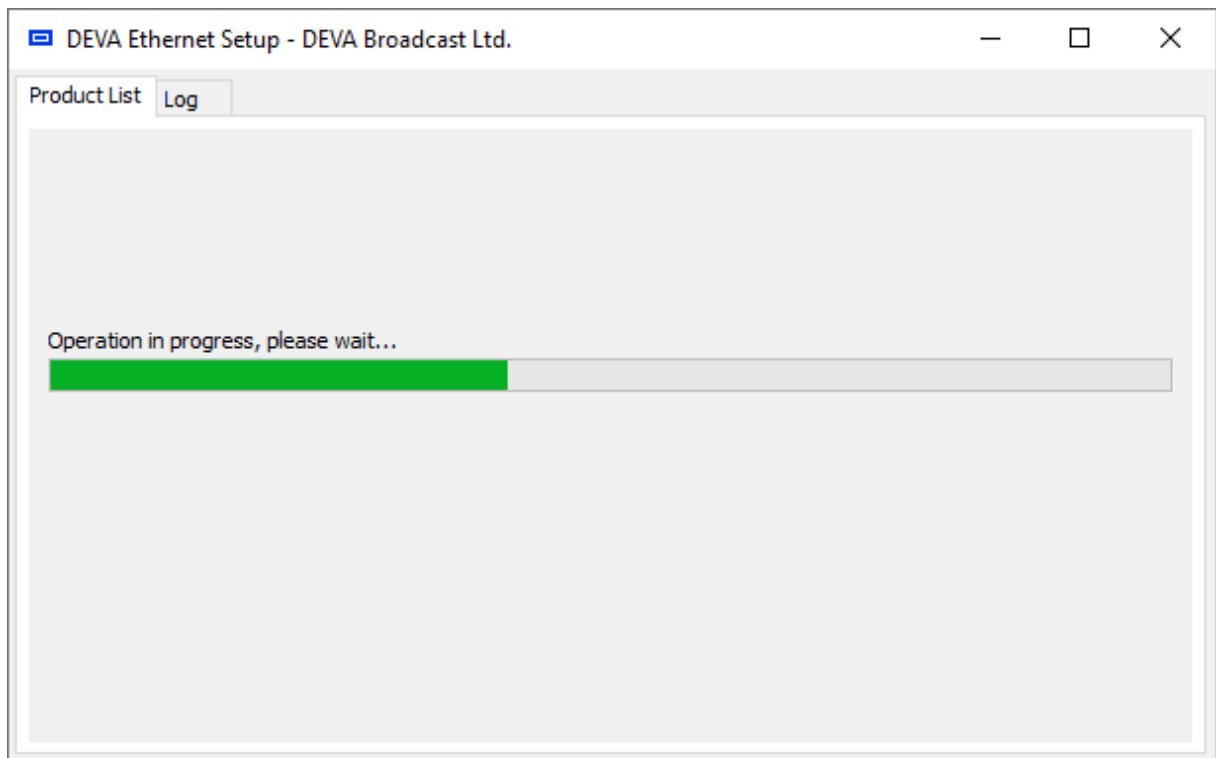 DEVA Ethernet Setup - DEVA Broadcast Ltd.
Product List Log
Operation in progress, please wait...